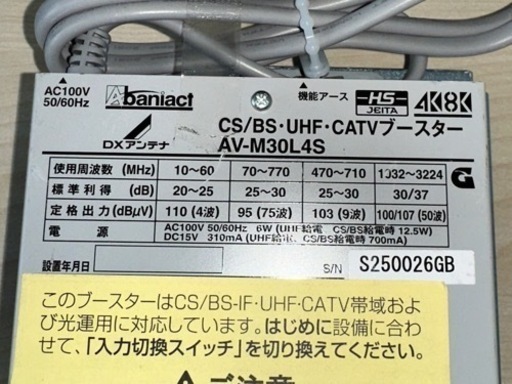 AC100V
50/60Hz
Abaniact
機能アース
HS
JEITA
4K8K
DXアンテナ
CS/BS・UHF・CATVブースター
AV-M30L4S
使用周波数 (MHz) 10~60 70~770 470~710 1032~3224
標準利得 (dB) 20~25 25~30 25~30 30/37
定格出力 (dBμV) 110 (4波) 95 (75波) 103 (9波) 100/107 (50波)
電源 AC100V 50/60Hz 6W (UHF給電 CS/BS給電時 12.5W)
DC15V 310mA (UHF給電、CS/BS給電時 700mA)
設置年月日
S/N S250026GB
このブースターはCS/BS-IF・UHF・CATV帯域およ
び光運用に対応しています。はじめに設備に合わ
せて、「入力切換スイッチ」を切り換えてください。
ご注意